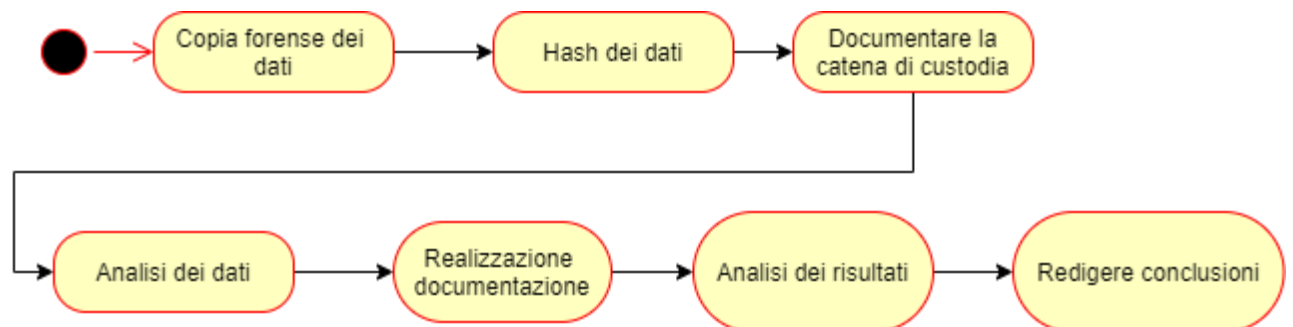 Copia forense dei
dati
Hash dei dati
Documentare la
catena di custodia
Analisi dei dati
Realizzazione
documentazione
Analisi dei risultati
Redigere conclusioni